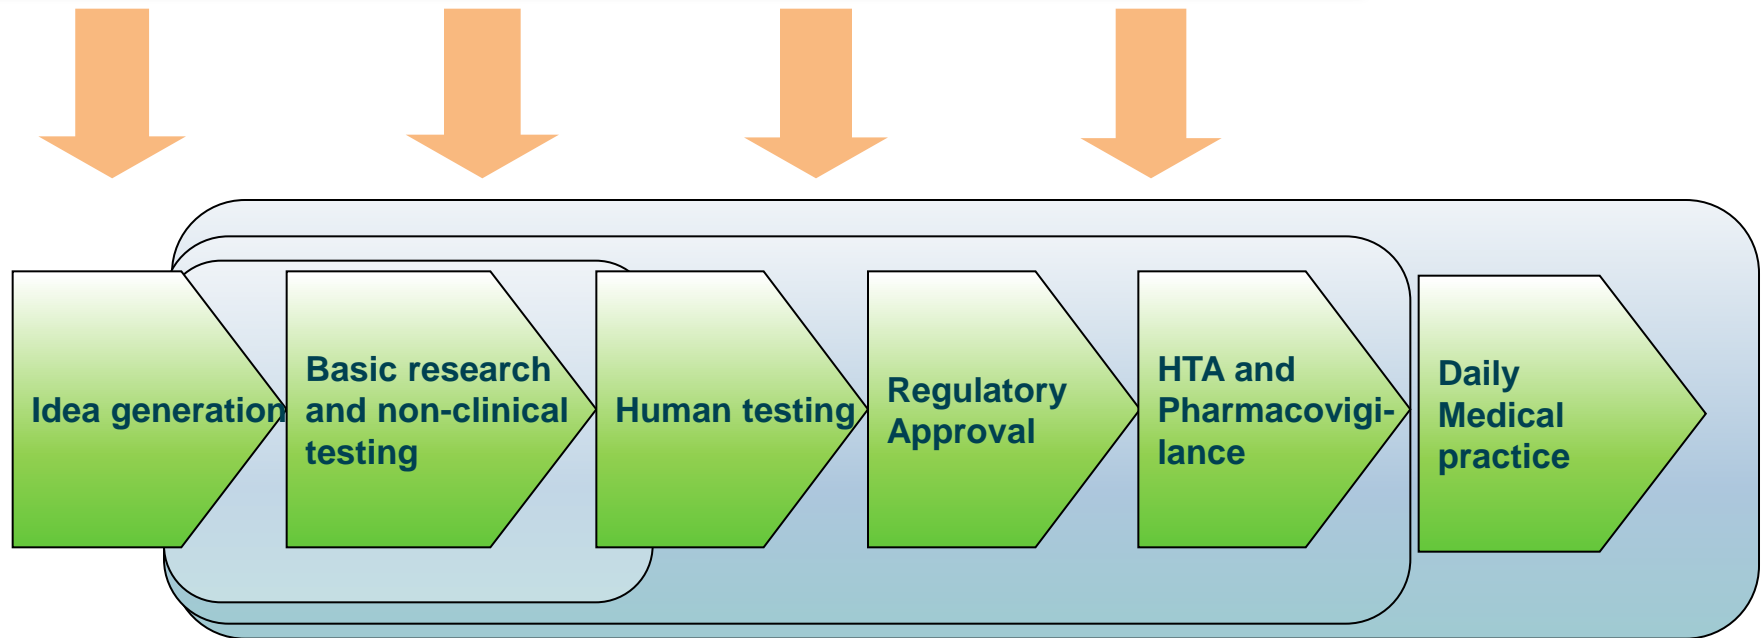 Idea generation
Basic research
and non-clinical
testing
Human testing
Regulatory
Approval
HTA and
Pharmacovigi-
lance
Daily
Medical
practice